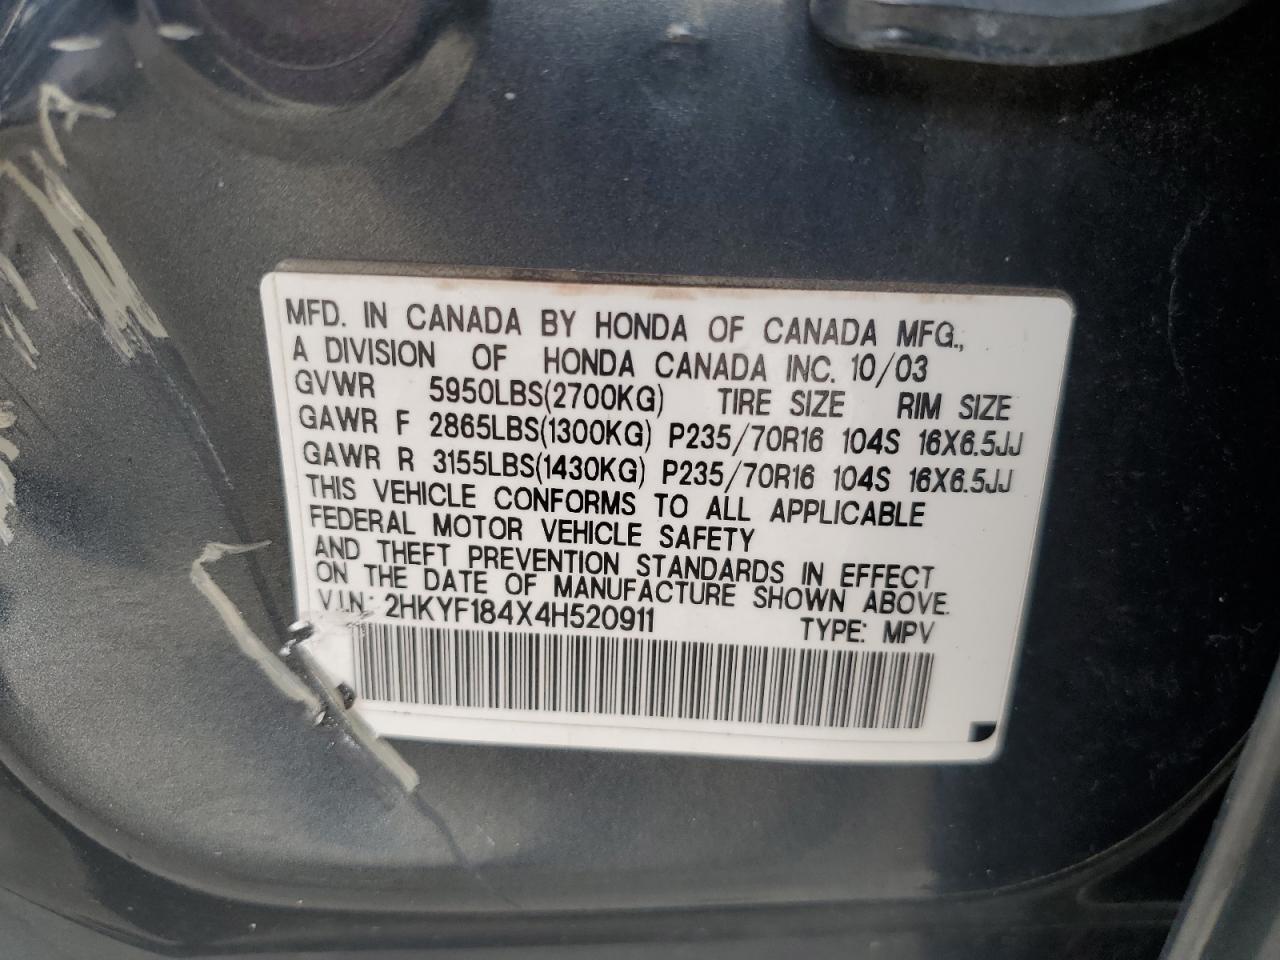 MFD. IN CANADA BY HONDA OF CANADA MFG.,
A DIVISION OF HONDA CANADA INC. 10/03
GVWR 5950LBS(2700KG) TIRE SIZE RIM SIZE
GAWR F 2865LBS(1300KG) P235/70R16 104S 16X6.5JJ
GAWR R 3155LBS(1430KG) P235/70R16 104S 16X6.5JJ
THIS VEHICLE CONFORMS TO ALL APPLICABLE
FEDERAL MOTOR VEHICLE SAFETY
AND THEFT PREVENTION STANDARDS IN EFFECT
ON THE DATE OF MANUFACTURE SHOWN ABOVE.
V.I.N: 2HKYF184X4H520911 TYPE: MPV